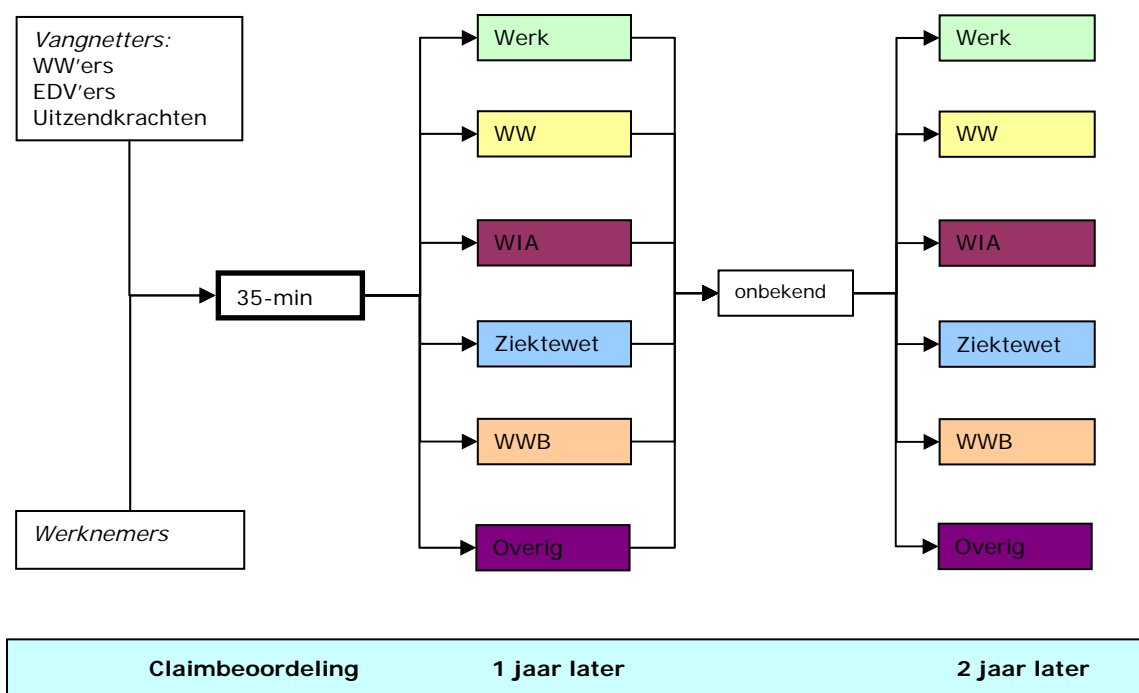 Vangnetters:
WW'ers
EDV'ers
Uitzendkrachten
Werknemers
35-min
Werk
WW
WIA
Ziektewet
WWB
Overig
onbekend
Werk
WW
WIA
Ziektewet
WWB
Overig
Claimbeoordeling 1 jaar later 2 jaar later